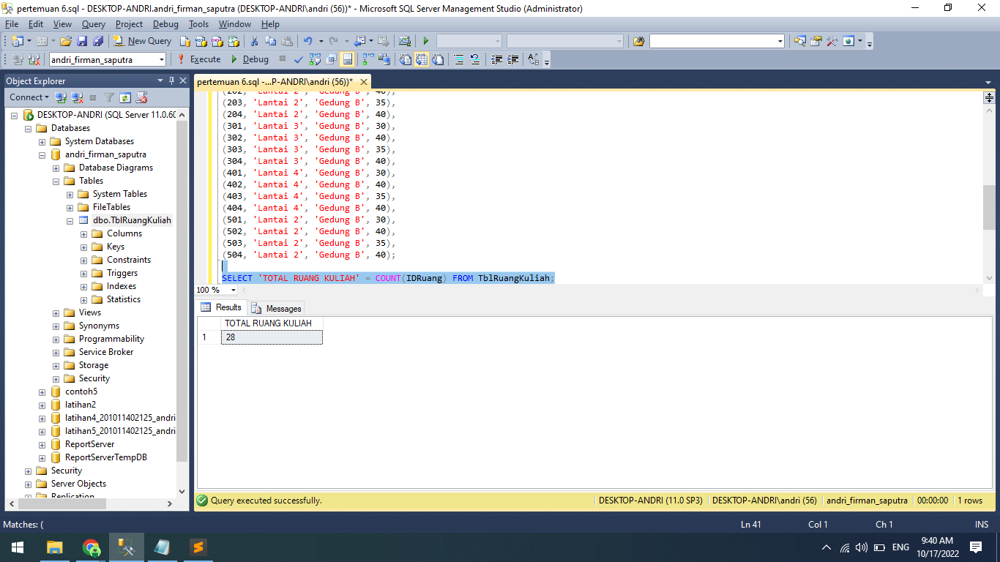 pertemuan 6.sql - DESKTOP-ANDRI.andri_firman_saputra (DESKTOP-ANDRI\andri (56))* - Microsoft SQL Server Management Studio (Administrator)
File Edit View Query Project Debug Tools Window Help
New Query
andri_firman_saputra Execute Debug
Object Explorer
Connect
DESKTOP-ANDRI (SQL Server 11.0.60
Databases
System Databases
andri_firman_saputra
Database Diagrams
Tables
System Tables
FileTables
dbo.TblRuangKuliah
Columns
Keys
Constraints
Triggers
Indexes
Statistics
Views
Synonyms
Programmability
Service Broker
Storage
Security
contoh5
latihan2
latihan4_201011402125_andri
latihan5_201011402125_andri
ReportServer
ReportServerTempDB
Security
Server Objects
Replication
pertemuan 6.sql -...P-ANDRI\andri (56))*
(202, 'Lantai 2', 'Gedung B', 40),
(203, 'Lantai 2', 'Gedung B', 35),
(204, 'Lantai 2', 'Gedung B', 40),
(301, 'Lantai 3', 'Gedung B', 30),
(302, 'Lantai 3', 'Gedung B', 40),
(303, 'Lantai 3', 'Gedung B', 35),
(304, 'Lantai 3', 'Gedung B', 40),
(401, 'Lantai 4', 'Gedung B', 30),
(402, 'Lantai 4', 'Gedung B', 40),
(403, 'Lantai 4', 'Gedung B', 35),
(404, 'Lantai 4', 'Gedung B', 40),
(501, 'Lantai 2', 'Gedung B', 30),
(502, 'Lantai 2', 'Gedung B', 40),
(503, 'Lantai 2', 'Gedung B', 35),
(504, 'Lantai 2', 'Gedung B', 40);
SELECT 'TOTAL RUANG KULIAH' = COUNT(IDRuang) FROM TblRuangKuliah;
100 %
Results Messages
TOTAL RUANG KULIAH
1 28
Query executed successfully. DESKTOP-ANDRI (11.0 SP3) DESKTOP-ANDRI\andri (56) andri_firman_saputra 00:00:00 1 rows
Matches: ( Ln 41 Col 1 Ch 1 INS
ENG
9:40 AM
10/17/2022